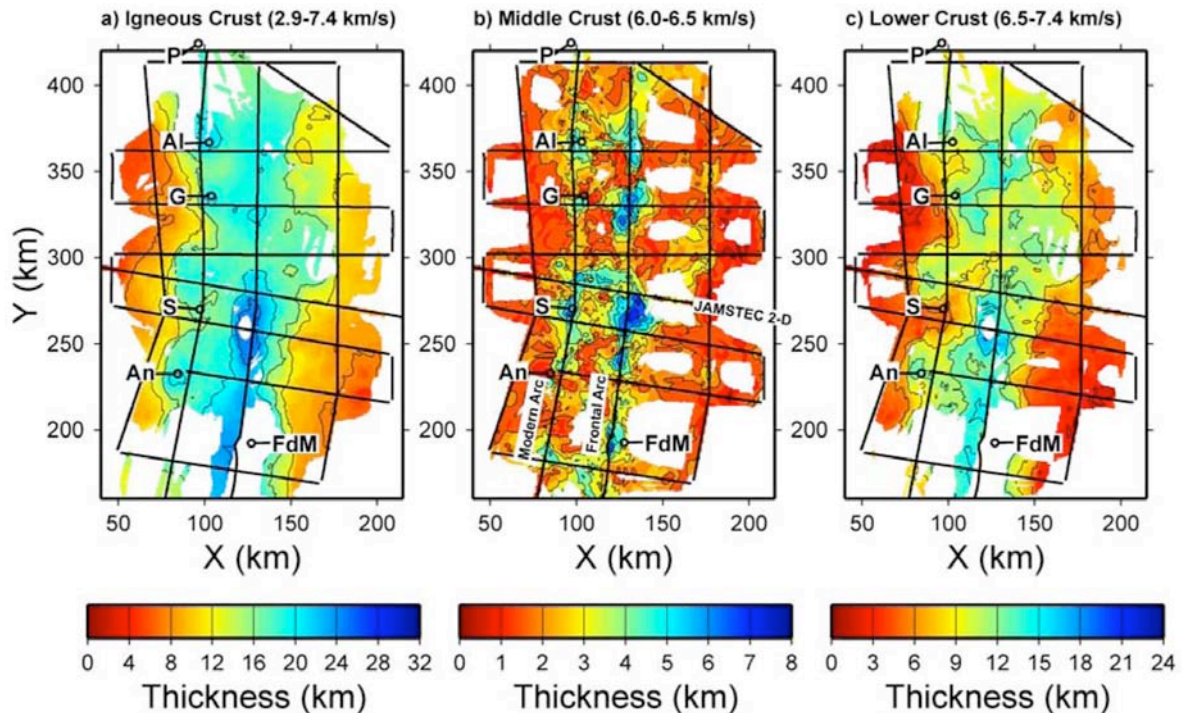 a) Igneous Crust (2.9-7.4 km/s)
b) Middle Crust (6.0-6.5 km/s)
c) Lower Crust (6.5-7.4 km/s)
Y (km)
400
350
300
250
200
P
Al
G
S
An
FdM
50
100
150
200
X (km)
400
350
300
250
200
P
Al
G
S
An
FdM
JAMSTEC 2-D
Modern Arc
Frontal Arc
50
100
150
200
X (km)
400
350
300
250
200
P
Al
G
S
An
FdM
50
100
150
200
X (km)
0 4 8 12 16 20 24 28 32
Thickness (km)
0 1 2 3 4 5 6 7 8
Thickness (km)
0 3 6 9 12 15 18 21 24
Thickness (km)